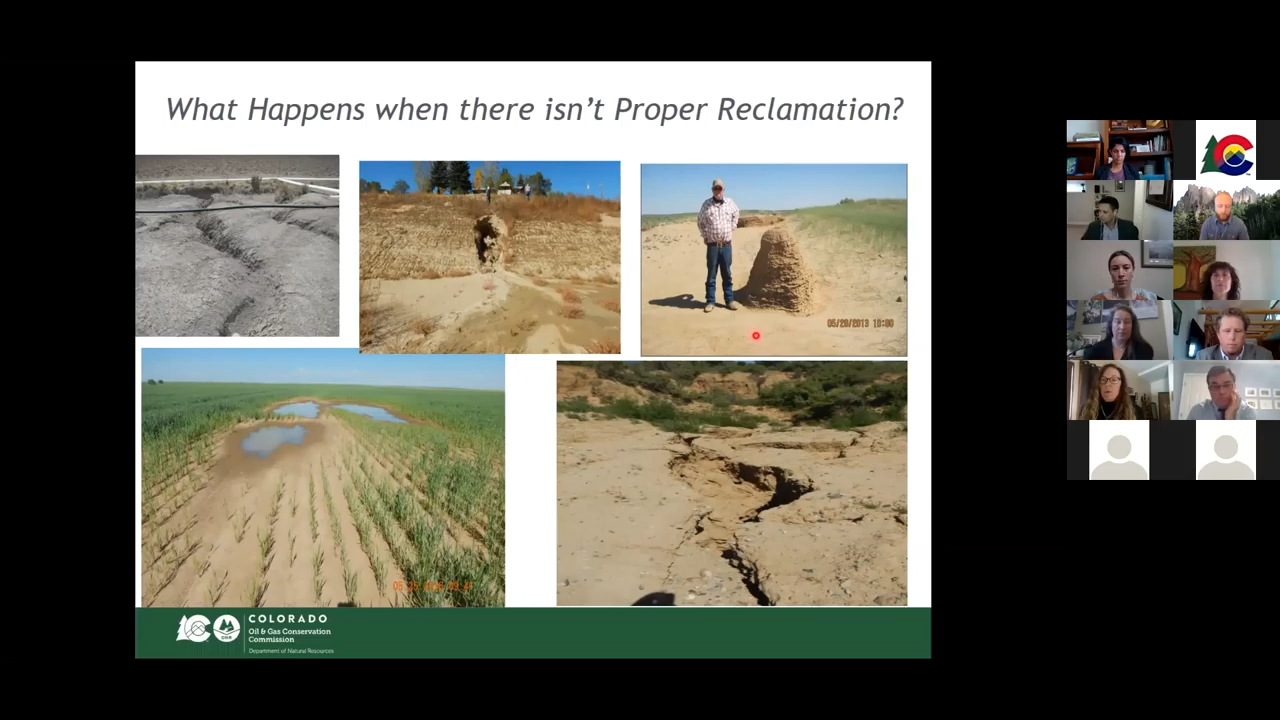 What Happens when there isn't Proper Reclamation?
05/20/2013 10:00
COLORADO
Oil & Gas Conservation
Commission
Department of Natural Resources